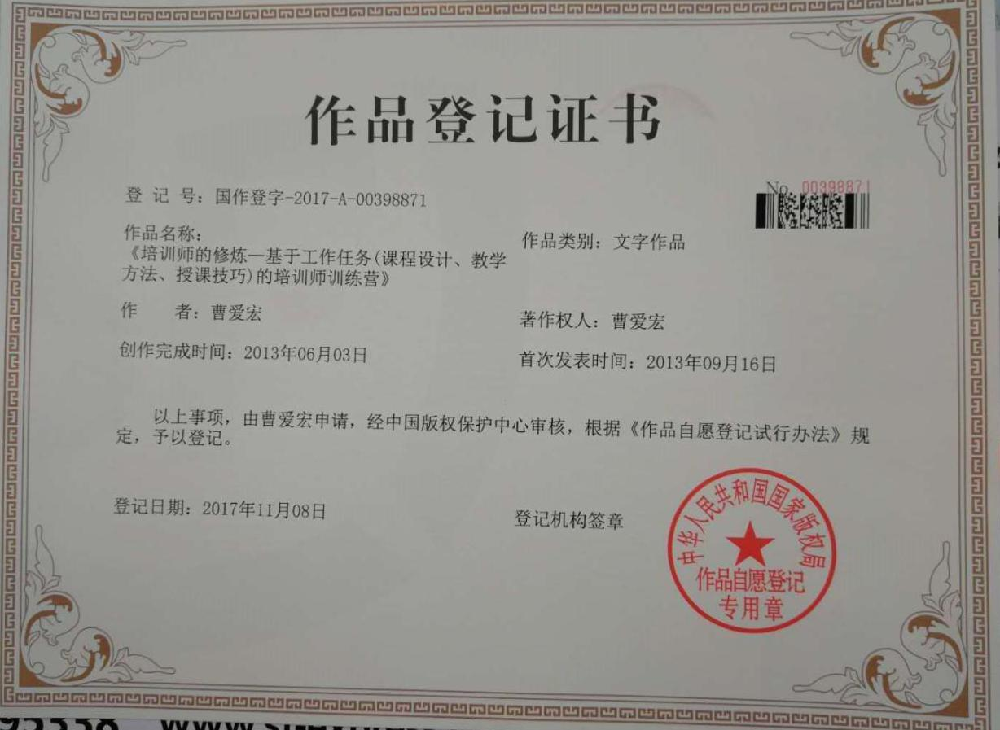 作品登记证书
No. 00398871
登 记 号：国作登字-2017-A-00398871
作品名称：
《培训师的修炼—基于工作任务(课程设计、教学
方法、授课技巧)的培训师训练营》
作品类别：文字作品
作 者：曹爱宏
著作权人：曹爱宏
创作完成时间：2013年06月03日
首次发表时间：2013年09月16日
以上事项，由曹爱宏申请，经中国版权保护中心审核，根据《作品自愿登记试行办法》规
定，予以登记。
登记日期：2017年11月08日
登记机构签章
中华人民共和国国家版权局
作品自愿登记
专用章
95338